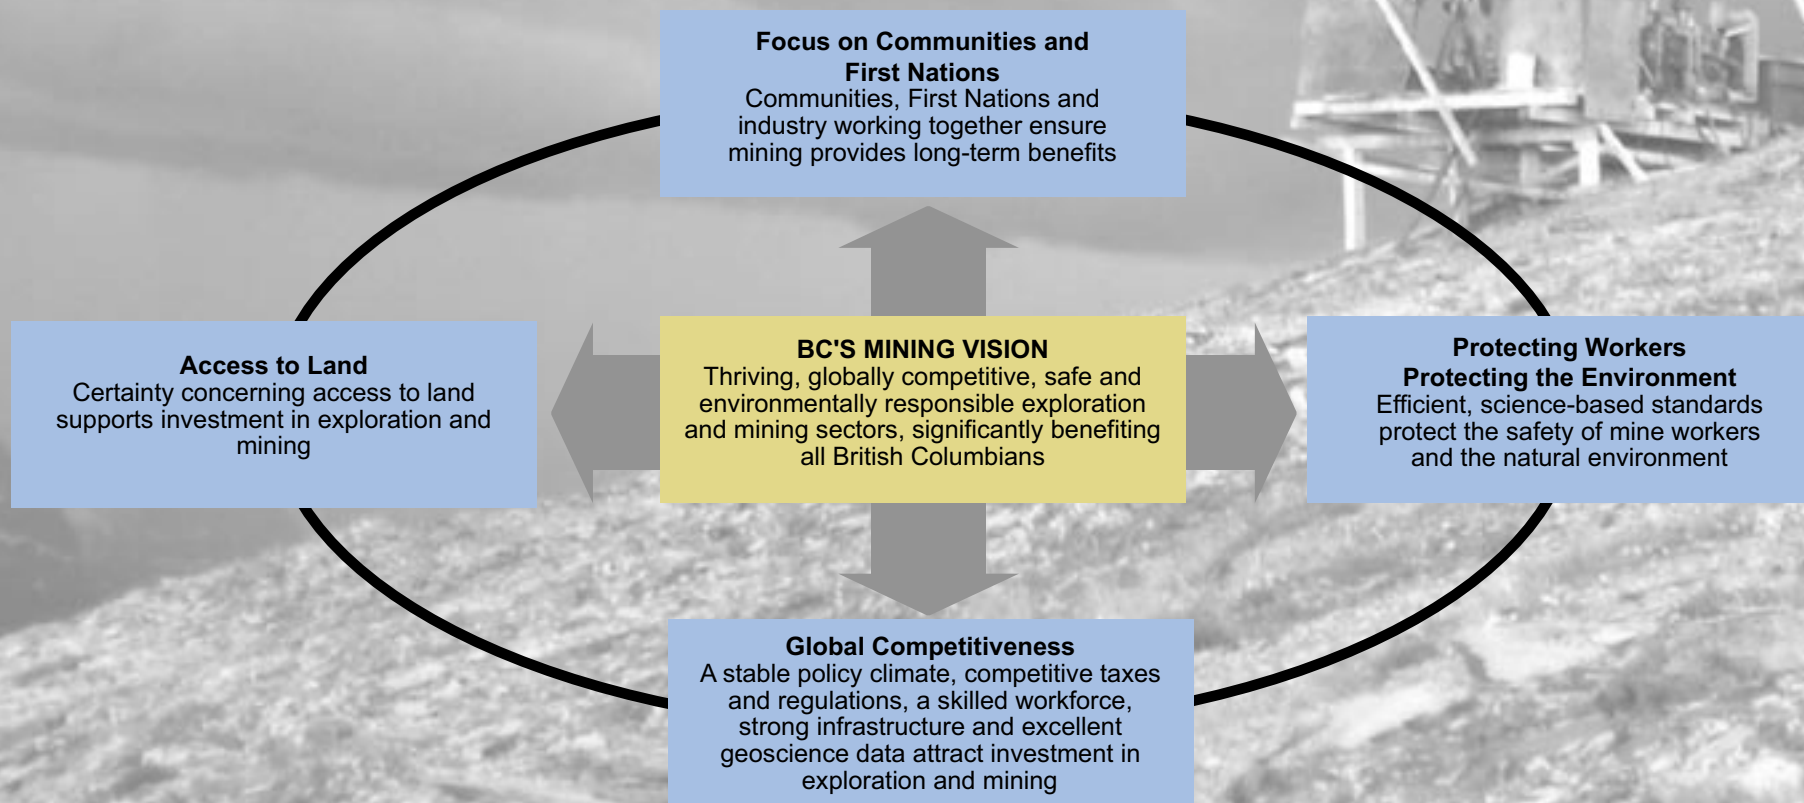 Focus on Communities and
First Nations
Communities, First Nations and
industry working together ensure
mining provides long-term benefits
Access to Land
Certainty concerning access to land
supports investment in exploration and
mining
BC'S MINING VISION
Thriving, globally competitive, safe and
environmentally responsible exploration
and mining sectors, significantly benefiting
all British Columbians
Protecting Workers
Protecting the Environment
Efficient, science-based standards
protect the safety of mine workers
and the natural environment
Global Competitiveness
A stable policy climate, competitive taxes
and regulations, a skilled workforce,
strong infrastructure and excellent
geoscience data attract investment in
exploration and mining